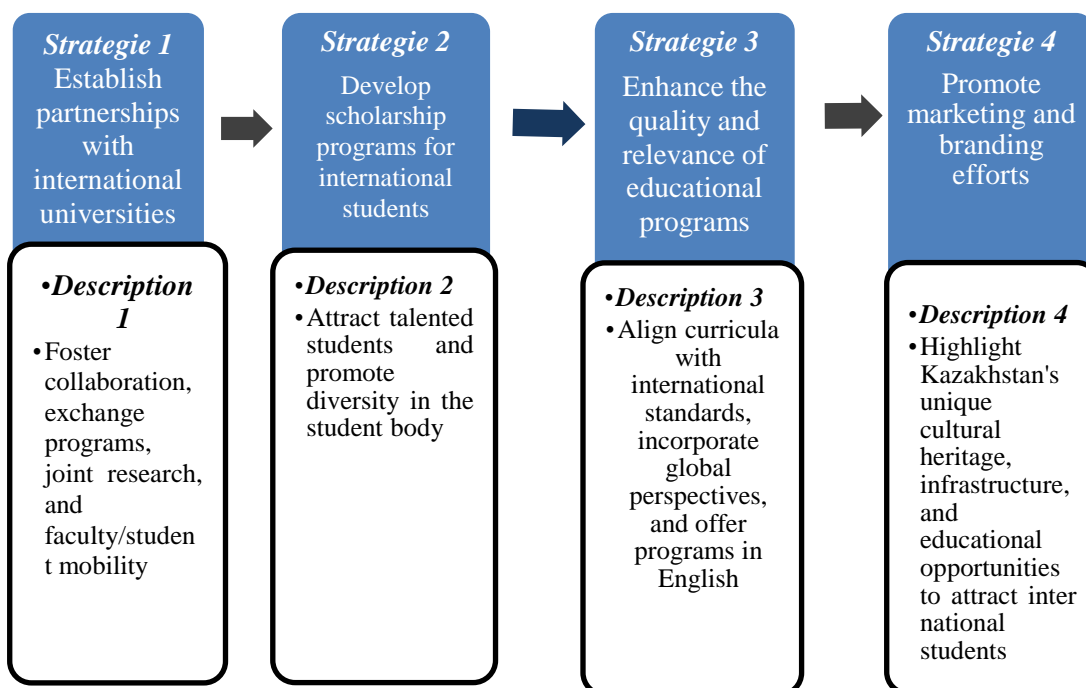 Strategie 1
Establish
partnerships
with
international
universities
•Description
1
•Foster
collaboration,
exchange
programs,
joint research,
and
faculty/studen
t mobility
Strategie 2
Develop
scholarship
programs for
international
students
•Description 2
•Attract talented
students and
promote
diversity in the
student body
Strategie 3
Enhance the
quality and
relevance of
educational
programs
•Description 3
•Align curricula
with
international
standards,
incorporate
global
perspectives,
and offer
programs in
English
Strategie 4
Promote
marketing and
branding
efforts
•Description 4
•Highlight
Kazakhstan's
unique
cultural
heritage,
infrastructure,
and
educational
opportunities
to attract inter
national
students